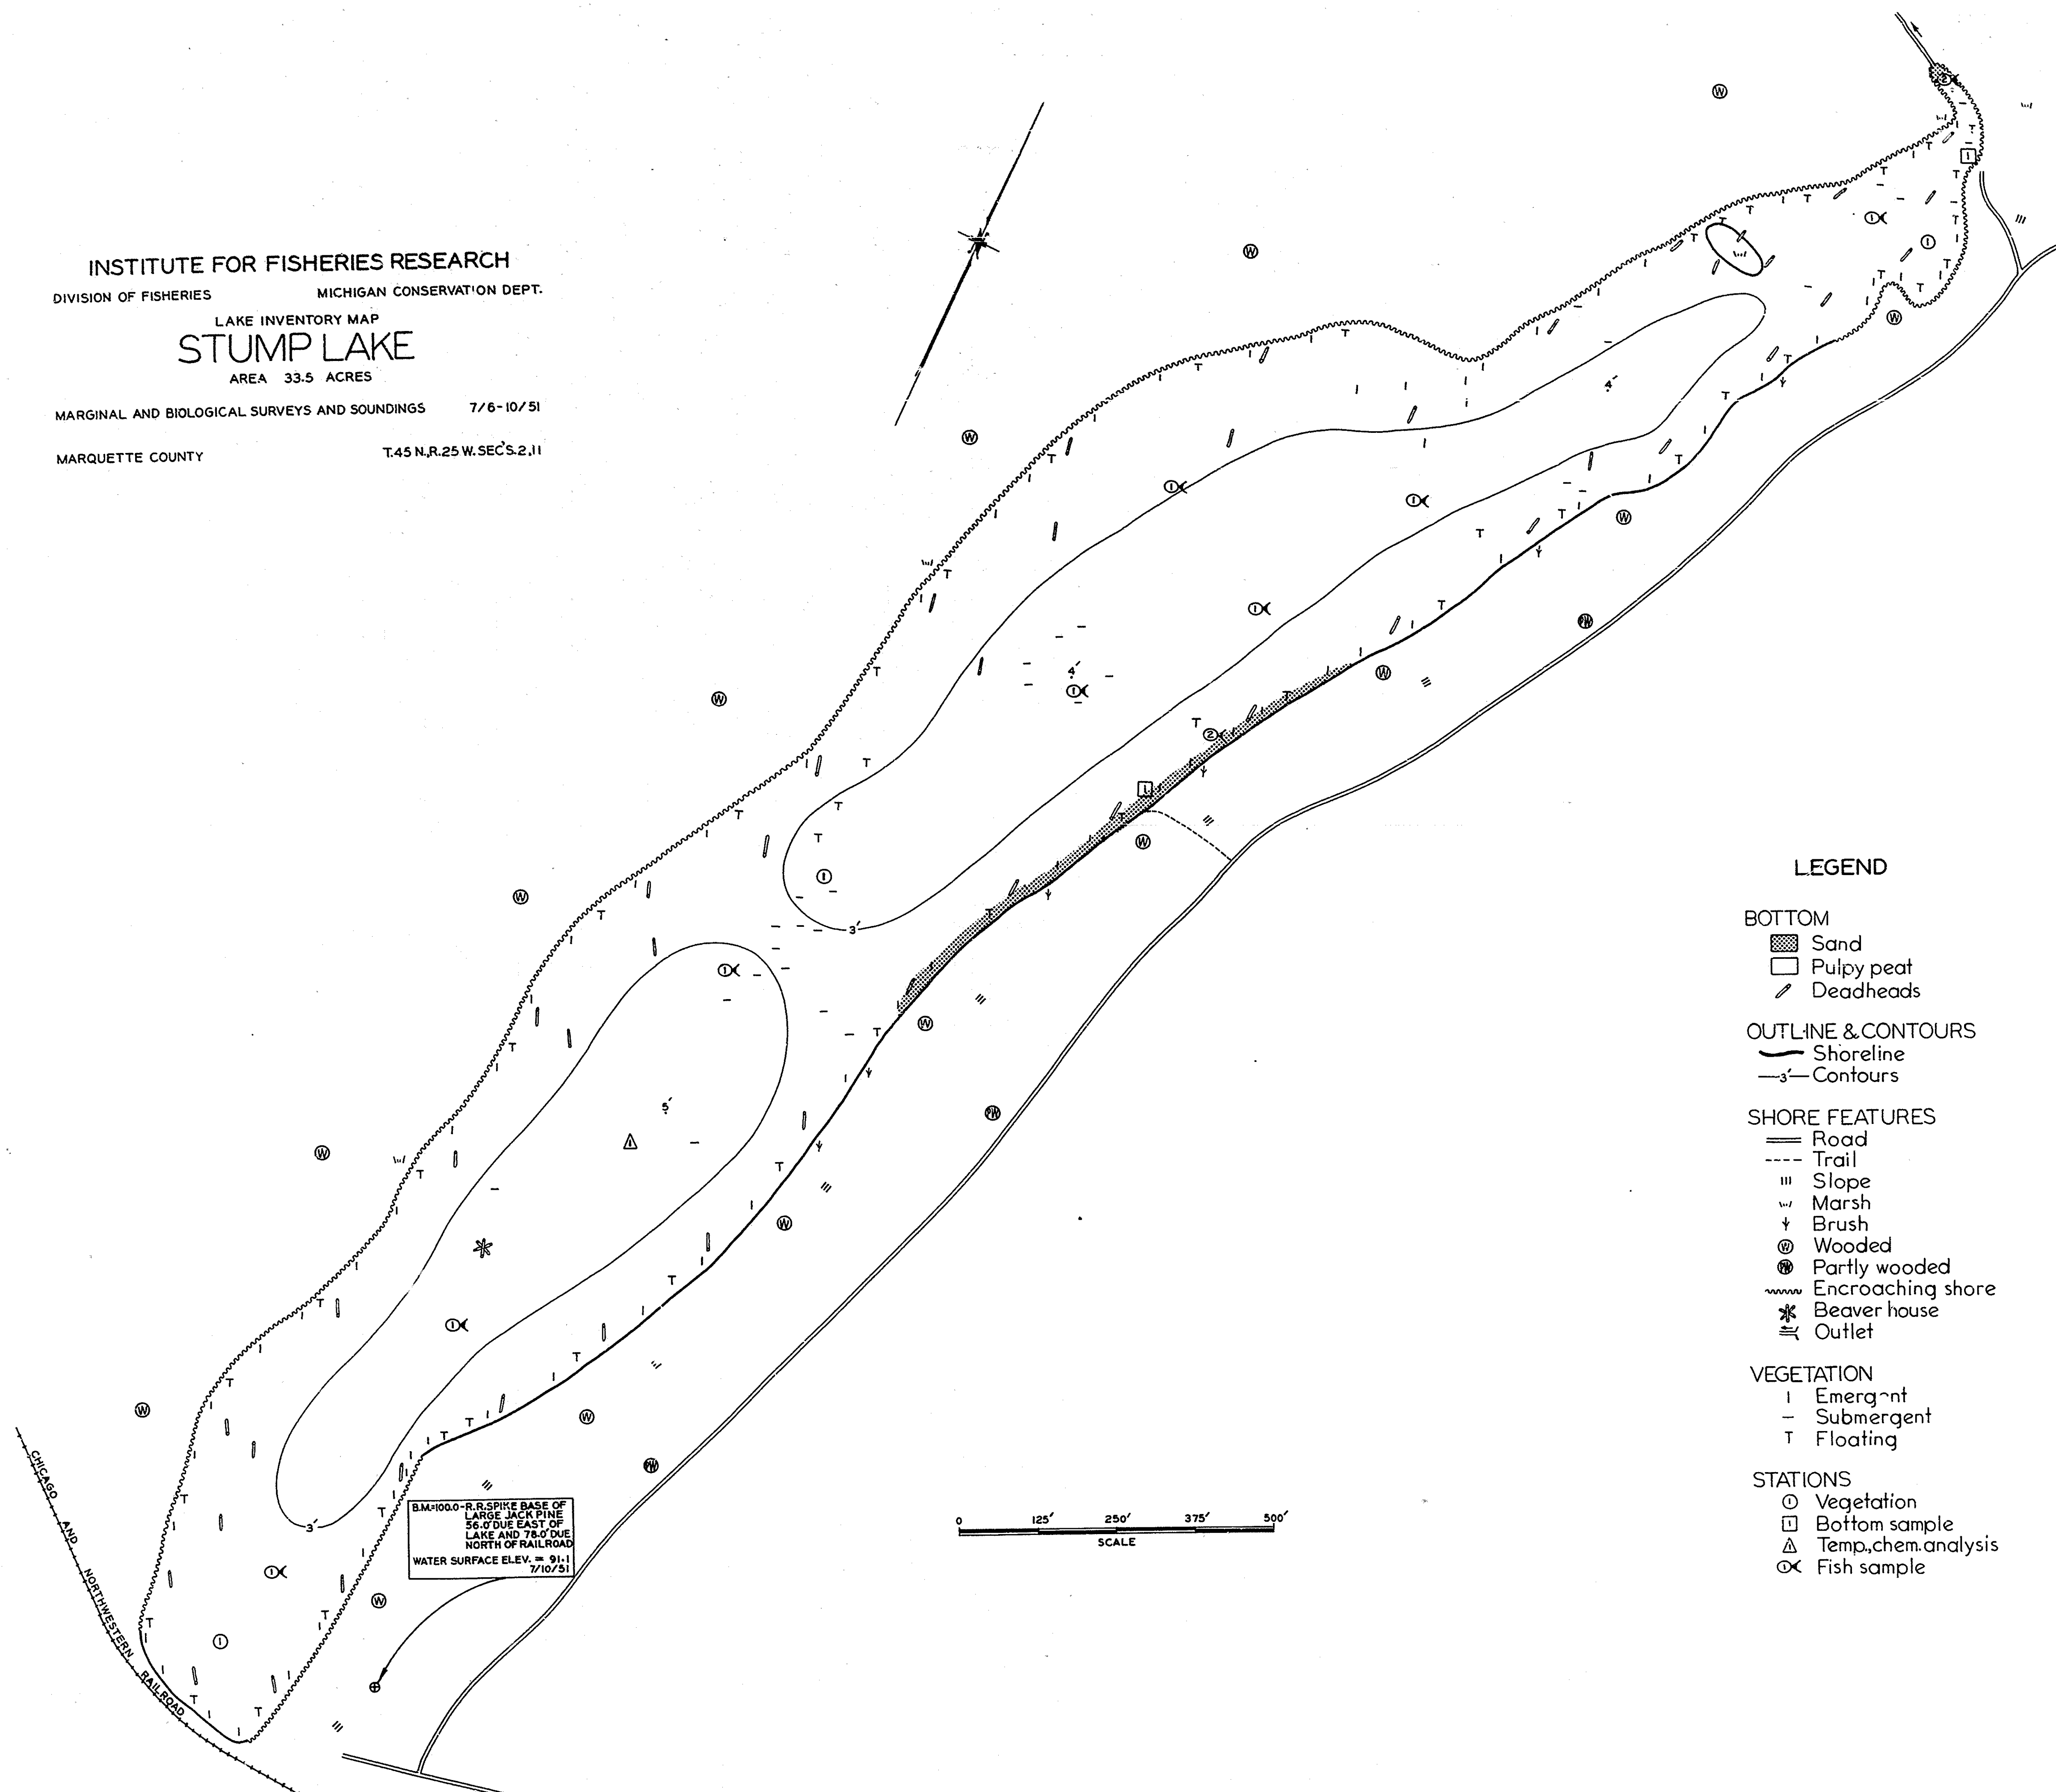 INSTITUTE FOR FISHERIES RESEARCH
DIVISION OF FISHERIES MICHIGAN CONSERVATION DEPT.
LAKE INVENTORY MAP
STUMP LAKE
AREA 33.5 ACRES
MARGINAL AND BIOLOGICAL SURVEYS AND SOUNDINGS 7/6-10/51
MARQUETTE COUNTY T.45 N.,R.25 W. SEC'S. 2,11
4'
4'
3'
5'
3'
CHICAGO AND NORTHWESTERN RAILROAD
B.M.=100.0-R.R.SPIKE BASE OF
LARGE JACK PINE
56.0' DUE EAST OF
LAKE AND 78.0' DUE
NORTH OF RAILROAD
WATER SURFACE ELEV. = 91.1
7/10/51
0 125' 250' 375' 500'
SCALE
LEGEND
BOTTOM
Sand
Pulpy peat
Deadheads
OUTLINE & CONTOURS
Shoreline
3' Contours
SHORE FEATURES
Road
Trail
Slope
Marsh
Brush
W Wooded
PW Partly wooded
Encroaching shore
Beaver house
Outlet
VEGETATION
Emergent
Submergent
T Floating
STATIONS
1 Vegetation
1 Bottom sample
1 Temp., chem. analysis
1 Fish sample